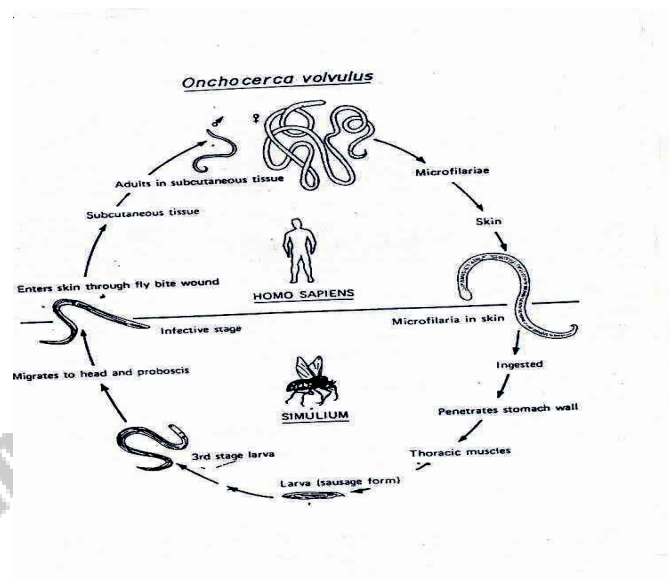 Onchocerca volvulus
♂
♀
Adults in subcutaneous tissue
Microfilariae
Subcutaneous tissue
Skin
Enters skin through fly bite wound
HOMO SAPIENS
Infective stage
Microfilaria in skin
Ingested
Migrates to head and proboscis
SIMULIUM
Penetrates stomach wall
3rd stage larva
Thoracic muscles
Larva (sausage form)